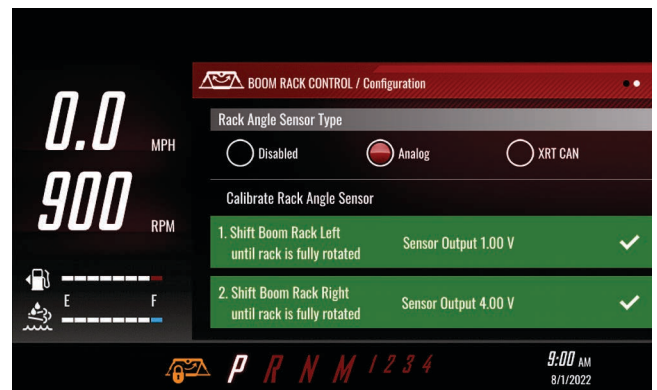 BOOM RACK CONTROL / Configuration
Rack Angle Sensor Type
Disabled
Analog
XRT CAN
0.0 MPH
900 RPM
Calibrate Rack Angle Sensor
1. Shift Boom Rack Left
until rack is fully rotated
Sensor Output 1.00 V
2. Shift Boom Rack Right
until rack is fully rotated
Sensor Output 4.00 V
E F
P R N M 1 2 3 4
9:00 AM
8/1/2022